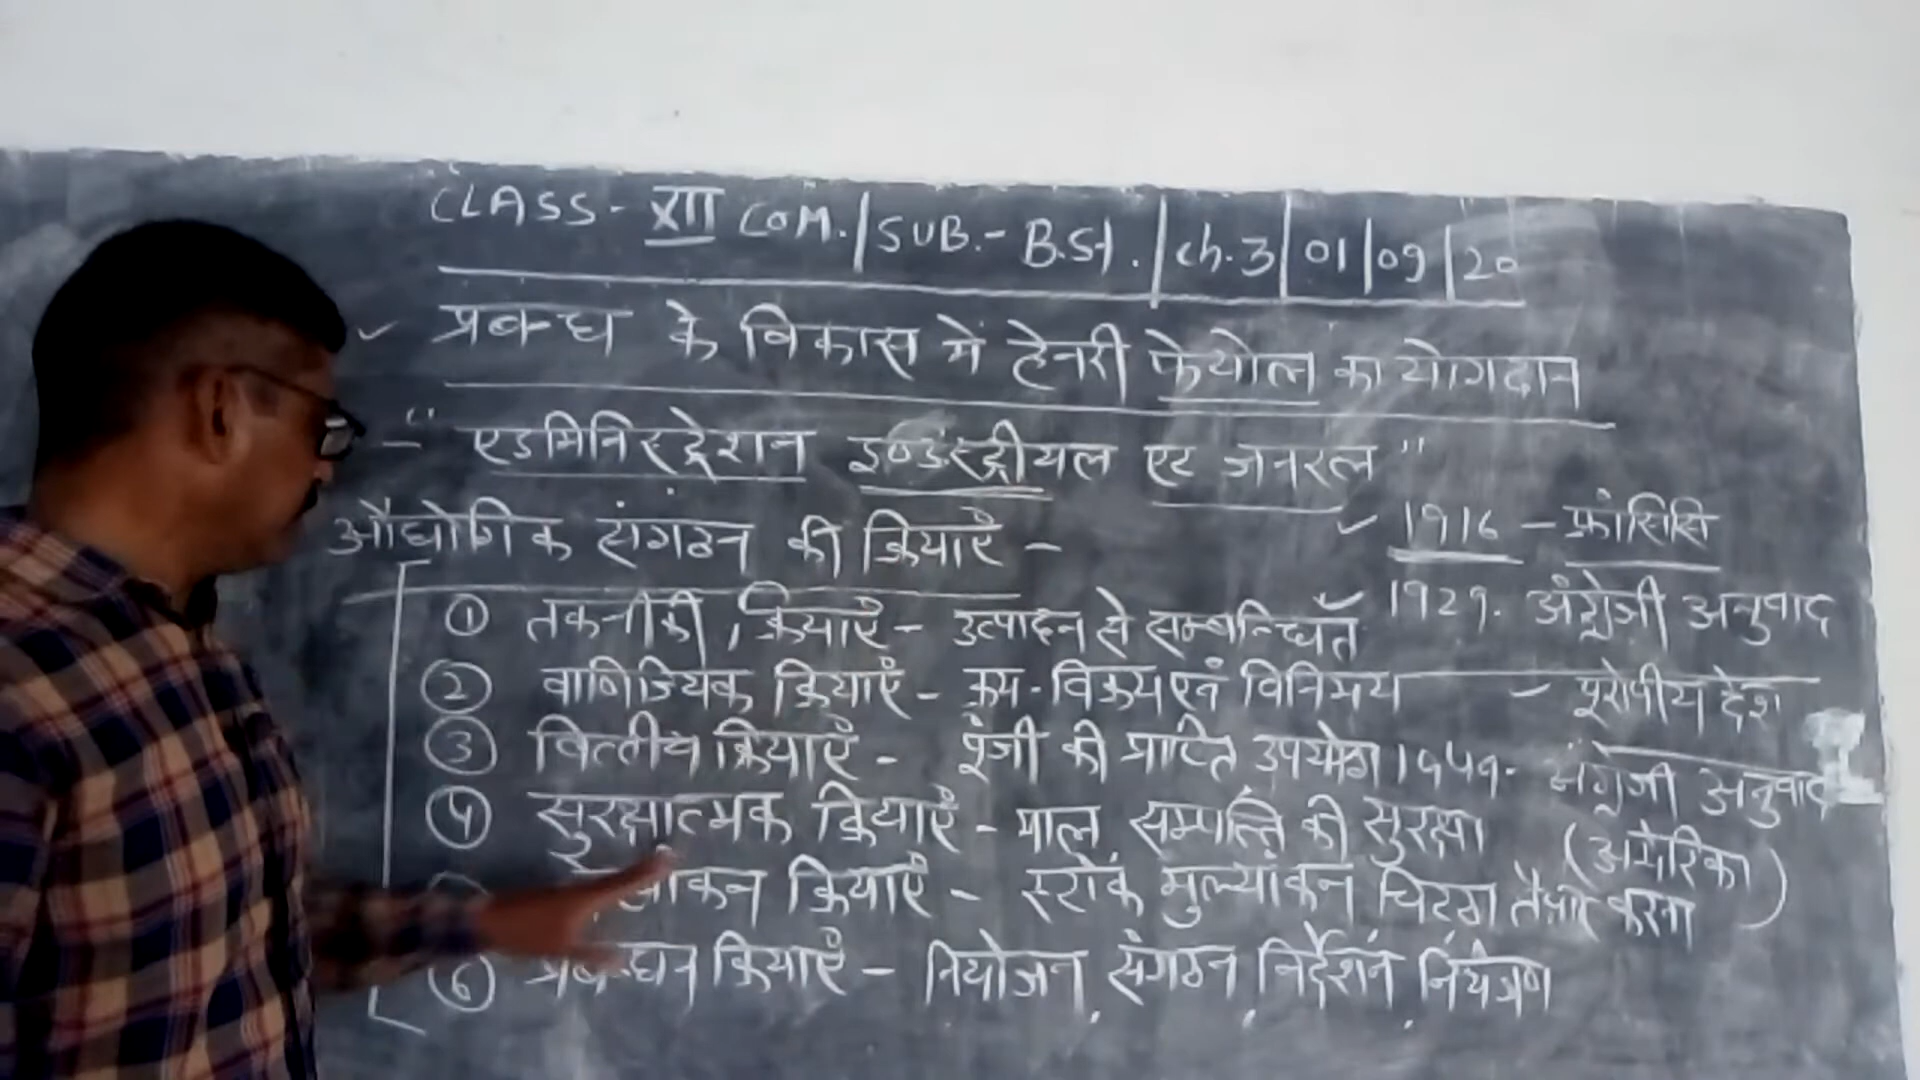 CLASS- XII COM. | SUB.- B.St. | ch. 3 | 01 | 09 | 20
प्रबन्ध के विकास में हेनरी फेयोल का योगदान
- " एडमिनिस्ट्रेशन इण्डस्ट्रीयल एट जनरल "
औद्योगिक संगठन की क्रियाऐं -
1916 - फ्रांसिसि
① तकनीकी क्रियाऐं - उत्पादन से सम्बन्धित
1929. अंग्रेजी अनुवाद
② वाणिज्यिक क्रियाऐं - क्रय-विक्रय एवं विनिमय
- यूरोपीय देश
③ वित्तीय क्रियाऐं - पूंजी की प्राप्ति उपयोग
1949- अंग्रेजी अनुवाद
④ सुरक्षात्मक क्रियाऐं - माल सम्पत्ति की सुरक्षा
(अमेरिका)
क्रियाऐं - स्टॉक मुल्यांकन चिट्ठा तैयार करना
⑥ प्रबन्धन क्रियाऐं - नियोजन, संगठन, निर्देशन, नियंत्रण